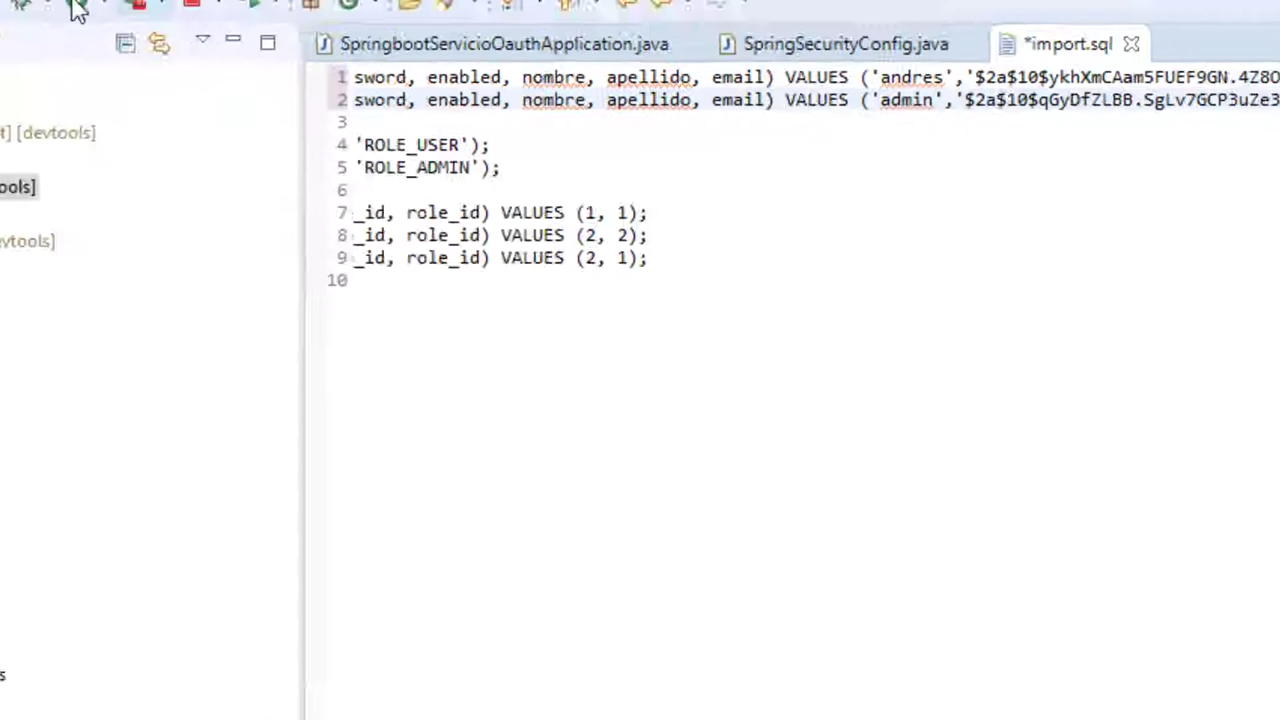 SpringbootServicioOauthApplication.java
SpringSecurityConfig.java
*import.sql
t] [devtools]
ools]
evtools]
s
1 sword, enabled, nombre, apellido, email) VALUES ('andres','$2a$10$ykhXmCAam5FUEF9GN.4Z8O
2 sword, enabled, nombre, apellido, email) VALUES ('admin','$2a$10$qGyDfZLBB.SgLv7GCP3uZe3
3
4 'ROLE_USER');
5 'ROLE_ADMIN');
6
7 _id, role_id) VALUES (1, 1);
8 _id, role_id) VALUES (2, 2);
9 _id, role_id) VALUES (2, 1);
10